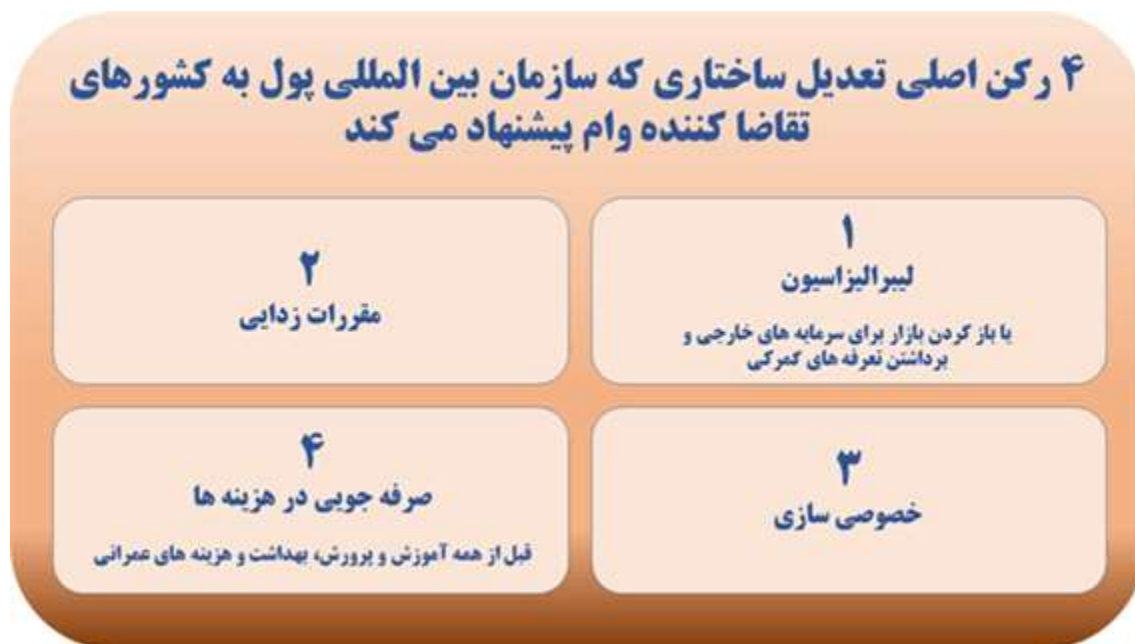 ۴ رکن اصلی تعدیل ساختاری که سازمان بین المللی پول به کشورهای
تقاضا کننده وام پیشنهاد می کند
۱
لیبرالیزاسیون
یا باز کردن بازار برای سرمایه های خارجی و
برداشتن تعرفه های گمرکی
۲
مقررات زدایی
۳
خصوصی سازی
۴
صرفه جویی در هزینه ها
قبل از همه آموزش و پرورش، بهداشت و هزینه های عمرانی